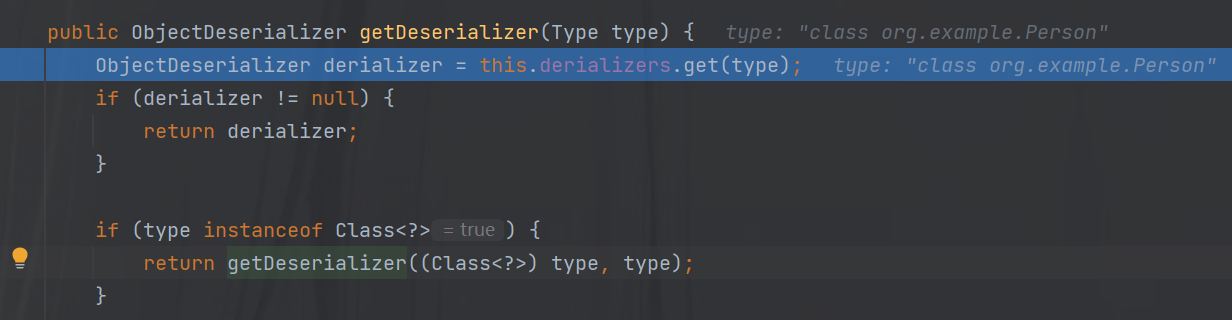 public ObjectDeserializer getDeserializer(Type type) {   type: "class org.example.Person"
    ObjectDeserializer derializer = this.derializers.get(type);   type: "class org.example.Person"
    if (derializer != null) {
        return derializer;
    }
    if (type instanceof Class<?> = true ) {
        return getDeserializer((Class<?>) type, type);
    }